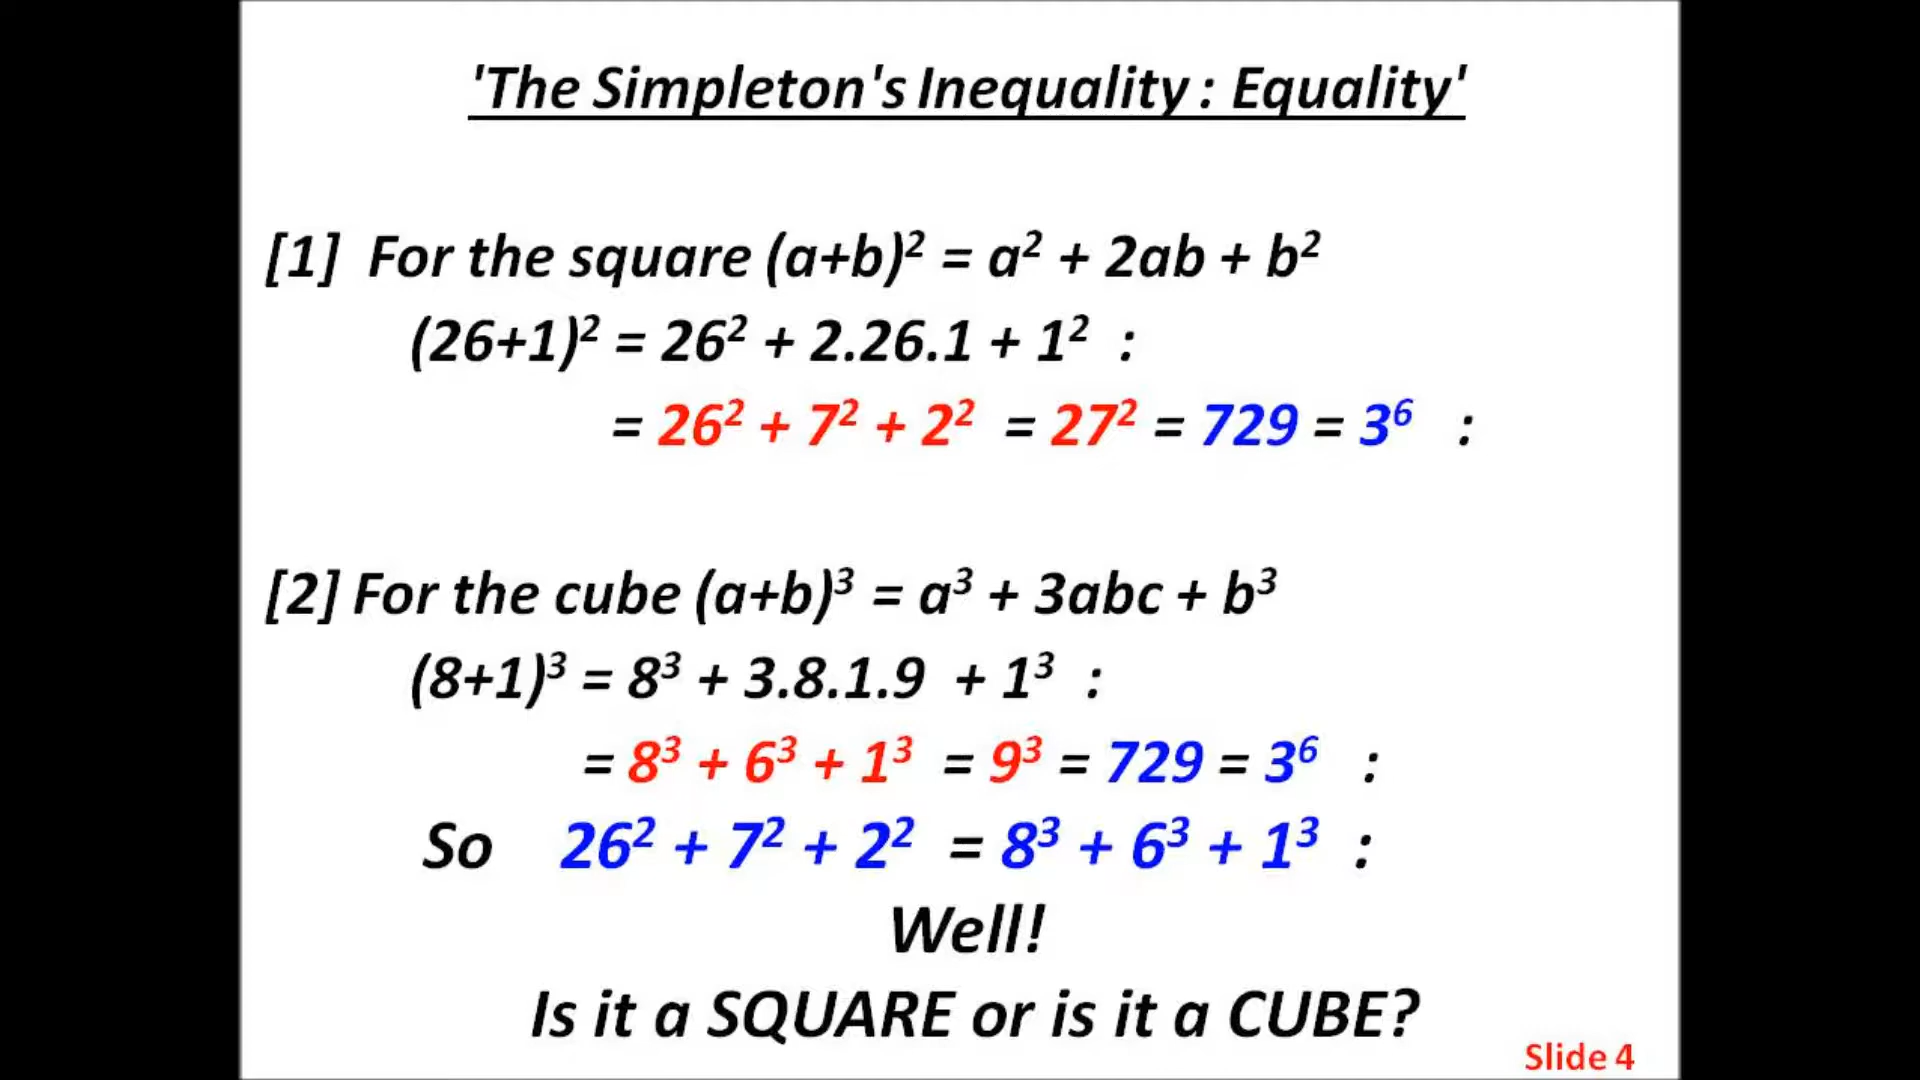 'The Simpleton's Inequality : Equality'
[1] For the square (a+b)² = a² + 2ab + b²
(26+1)² = 26² + 2.26.1 + 1² :
= 26² + 7² + 2² = 27² = 729 = 3⁶ :
[2] For the cube (a+b)³ = a³ + 3abc + b³
(8+1)³ = 8³ + 3.8.1.9 + 1³ :
= 8³ + 6³ + 1³ = 9³ = 729 = 3⁶ :
So 26² + 7² + 2² = 8³ + 6³ + 1³ :
Well!
Is it a SQUARE or is it a CUBE?
Slide 4